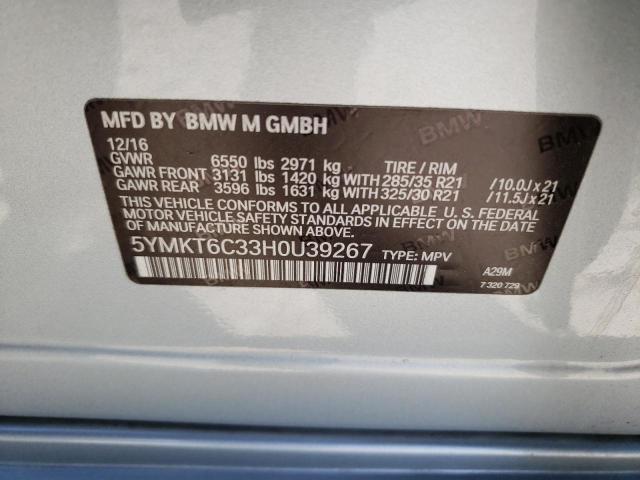 MFD BY BMW M GMBH
12/16
GVWR 6550 lbs 2971 kg TIRE / RIM
GAWR FRONT 3131 lbs 1420 kg WITH 285/35 R21 /10.0J x 21
GAWR REAR 3596 lbs 1631 kg WITH 325/30 R21 /11.5J x 21
THIS VEHICLE CONFORMS TO ALL APPLICABLE U. S. FEDERAL
MOTOR VEHICLE SAFETY STANDARDS IN EFFECT ON
THE DATE OF MANUFACTURE SHOWN ABOVE.
5YMKT6C33H0U39267 TYPE: MPV
A29M
7 320 729